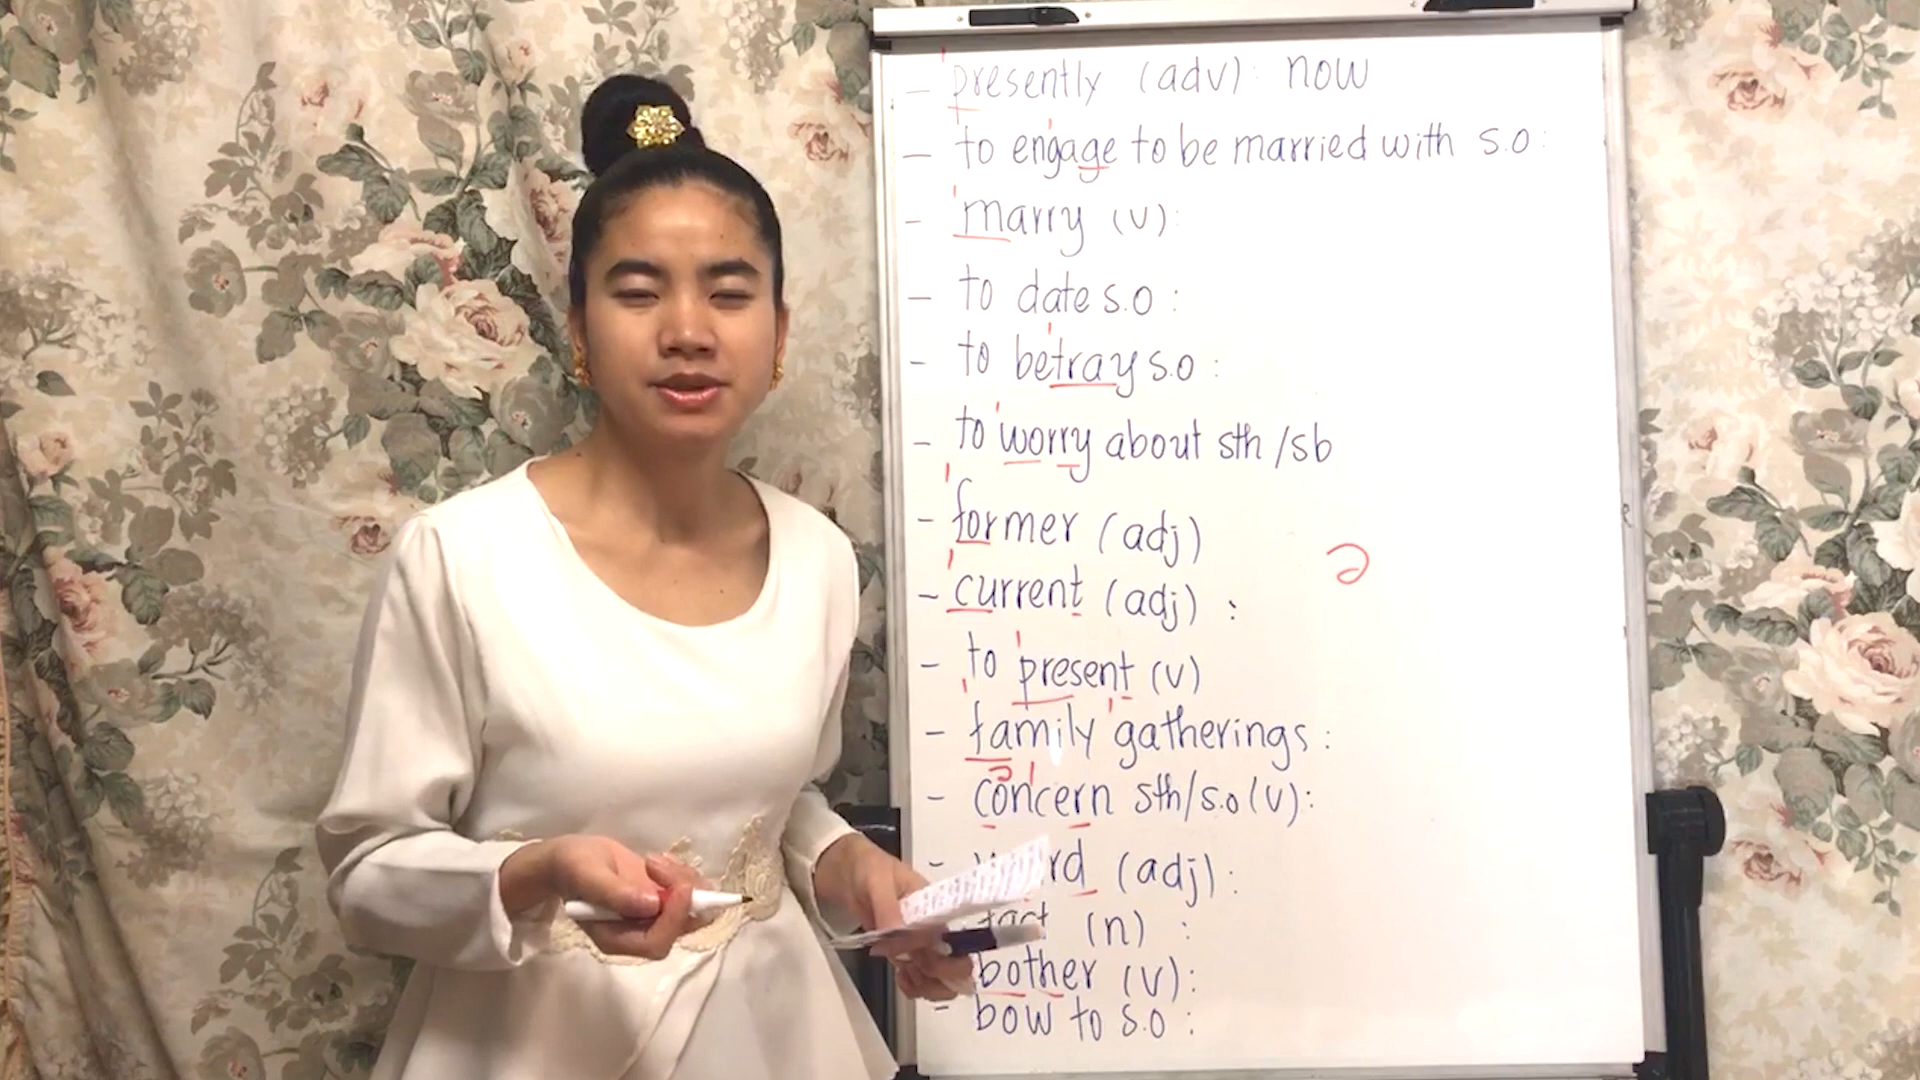 - presently (adv): now
- to engage to be married with s.o:
- marry (v):
- to date s.o:
- to betray s.o:
- to worry about sth/sb
- former (adj)
- current (adj):
- to present (v)
- family gatherings:
- concern sth/s.o (v):
- (adj):
(n) :
bother (v):
- bow to s.o: